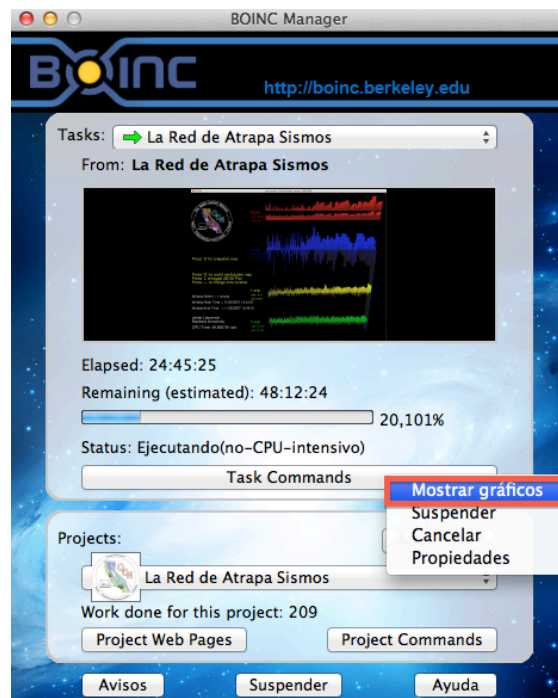 BOINC Manager
BOINC
http://boinc.berkeley.edu
Tasks: La Red de Atrapa Sismos
From: La Red de Atrapa Sismos
Elapsed: 24:45:25
Remaining (estimated): 48:12:24
20,101%
Status: Ejecutando(no-CPU-intensivo)
Task Commands
Mostrar gráficos
Suspender
Cancelar
Propiedades
Projects:
La Red de Atrapa Sismos
Work done for this project: 209
Project Web Pages
Project Commands
Avisos
Suspender
Ayuda